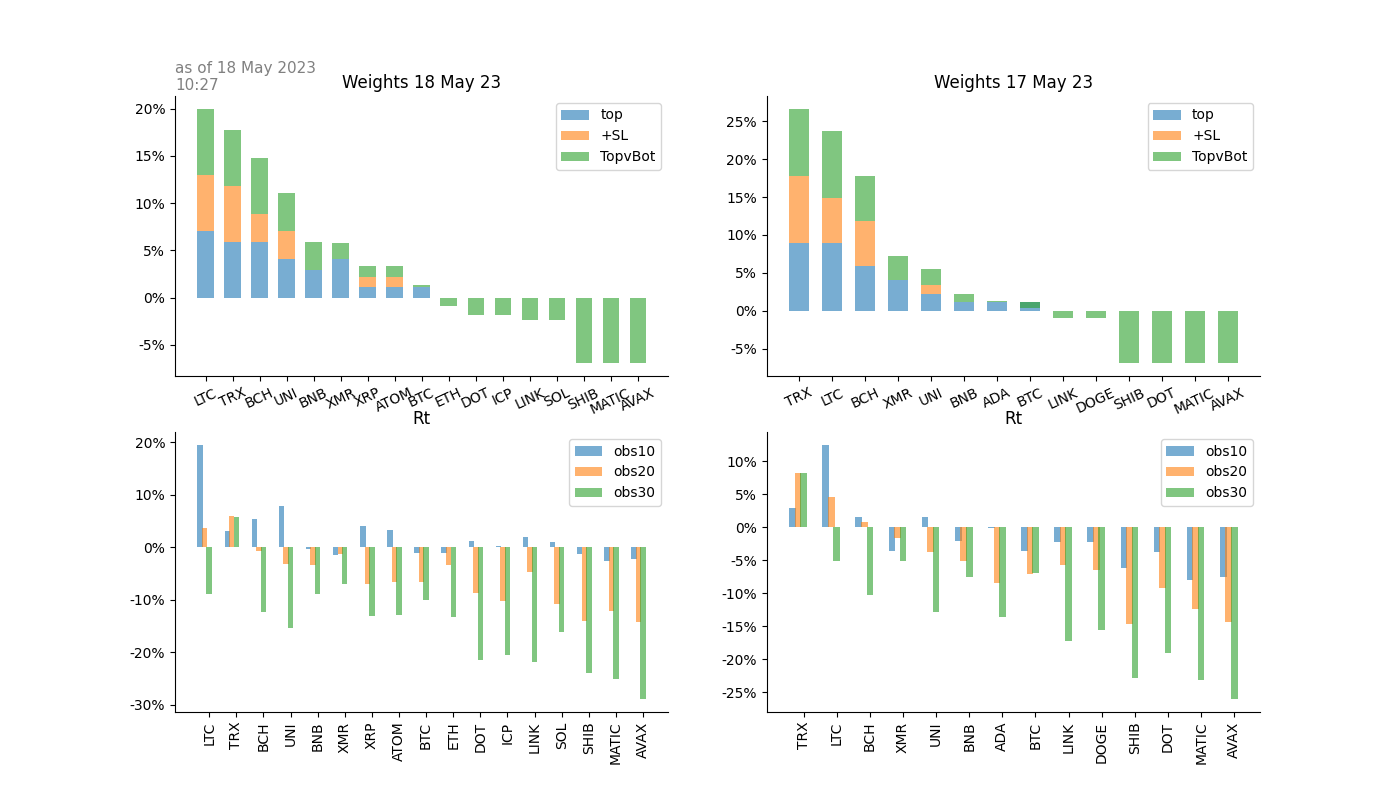 as of 18 May 2023
10:27
Weights 18 May 23
20%
15%
10%
5%
0%
-5%
top
+SL
TopvBot
LTC TRX BCH UNI BNB XMR XRP ATOM BTC ETH DOT ICP LINK SOL SHIB MATIC AVAX
Weights 17 May 23
25%
20%
15%
10%
5%
0%
-5%
top
+SL
TopvBot
TRX LTC BCH XMR UNI BNB ADA BTC LINK DOGE SHIB DOT MATIC AVAX
Rt
20%
10%
0%
-10%
-20%
-30%
obs10
obs20
obs30
LTC TRX BCH UNI BNB XMR XRP ATOM BTC ETH DOT ICP LINK SOL SHIB MATIC AVAX
Rt
10%
5%
0%
-5%
-10%
-15%
-20%
-25%
obs10
obs20
obs30
TRX LTC BCH XMR UNI BNB ADA BTC LINK DOGE SHIB DOT MATIC AVAX